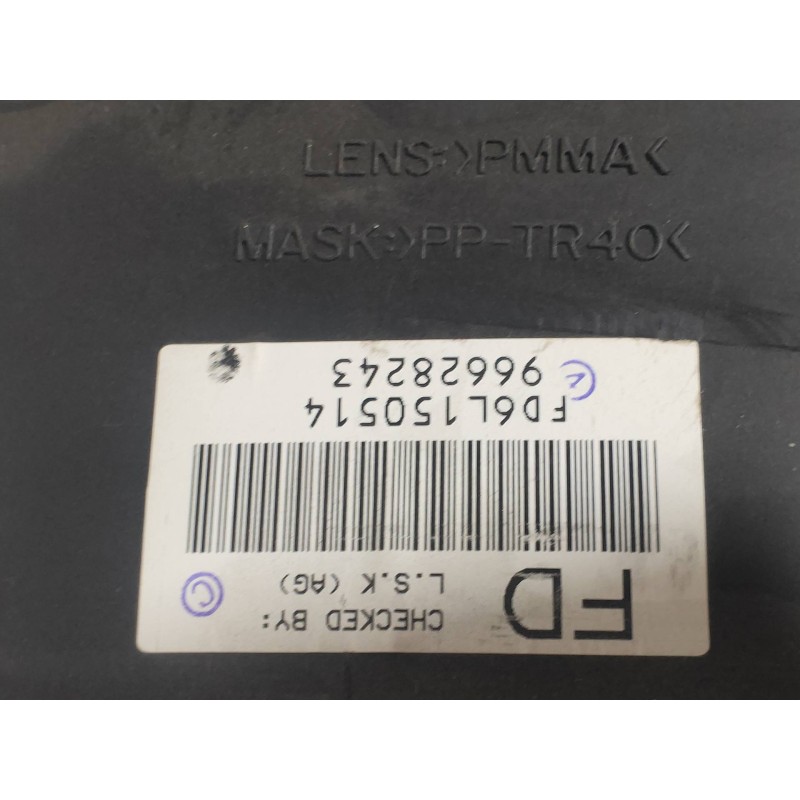 LENS:>PMMA<
MASK:>PP-TR40<
FD
CHECKED BY:
L.S.K (AG)
C
FD6L150514
96628243